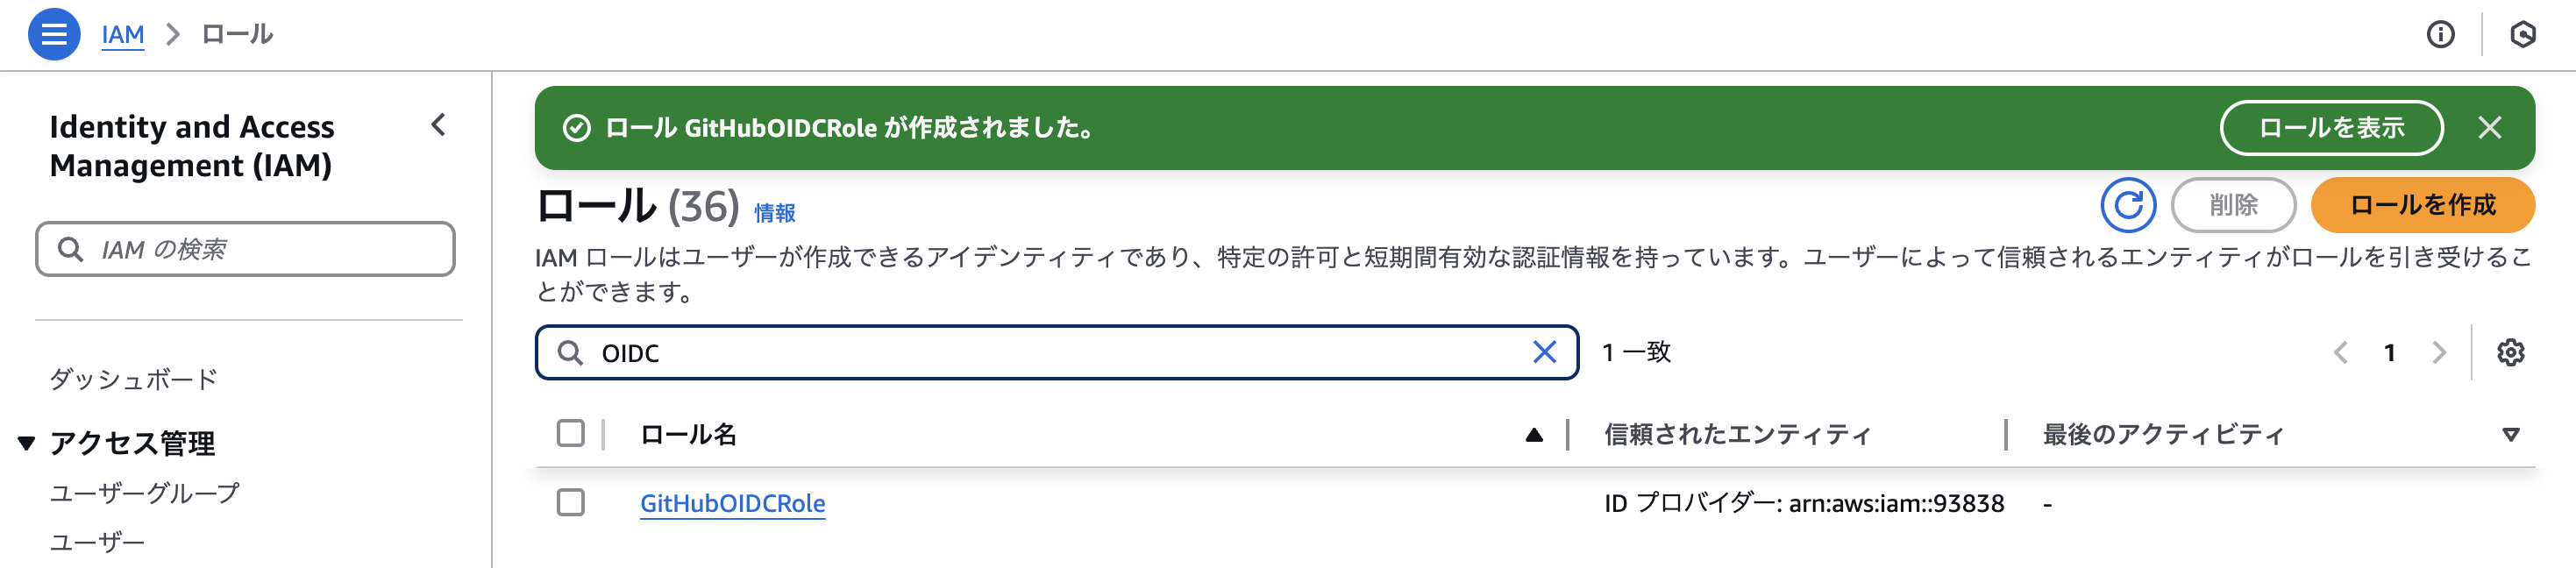 IAM > ロール
Identity and Access
Management (IAM)
IAM の検索
ダッシュボード
アクセス管理
ユーザーグループ
ユーザー
ロール GitHubOIDCRole が作成されました。
ロールを表示
ロール (36) 情報
削除
ロールを作成
IAM ロールはユーザーが作成できるアイデンティティであり、特定の許可と短期間有効な認証情報を持っています。ユーザーによって信頼されるエンティティがロールを引き受けるこ
とができます。
OIDC
1 一致
1
ロール名 信頼されたエンティティ 最後のアクティビティ
GitHubOIDCRole ID プロバイダー: arn:aws:iam::93838 -